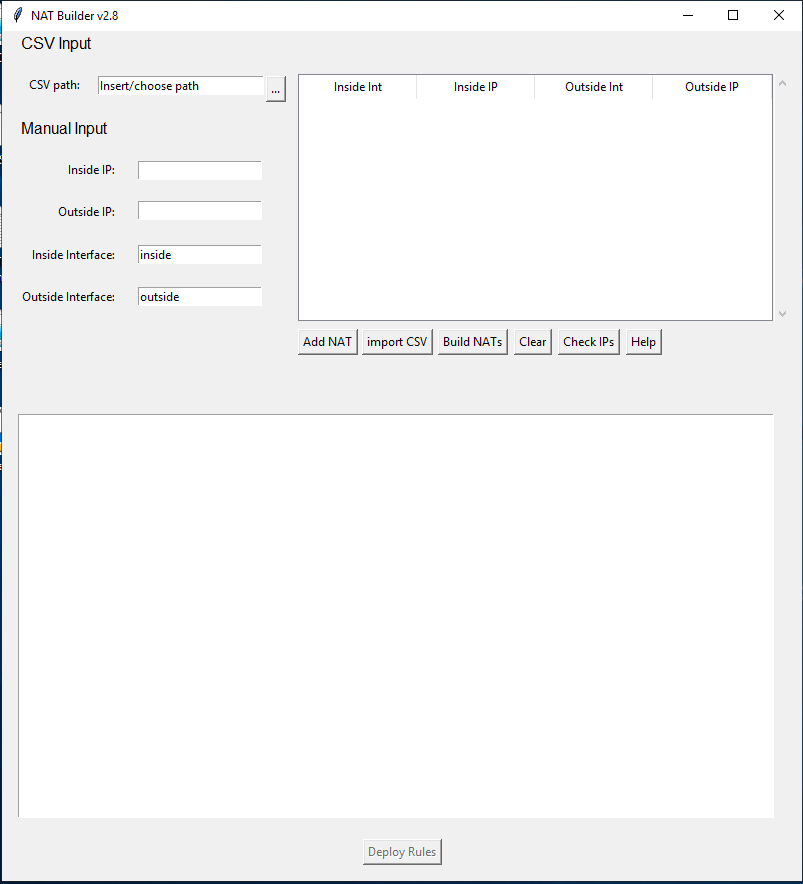 NAT Builder v2.8
CSV Input
CSV path: Insert/choose path ...
Inside Int Inside IP Outside Int Outside IP
Manual Input
Inside IP:
Outside IP:
Inside Interface: inside
Outside Interface: outside
Add NAT import CSV Build NATs Clear Check IPs Help
Deploy Rules